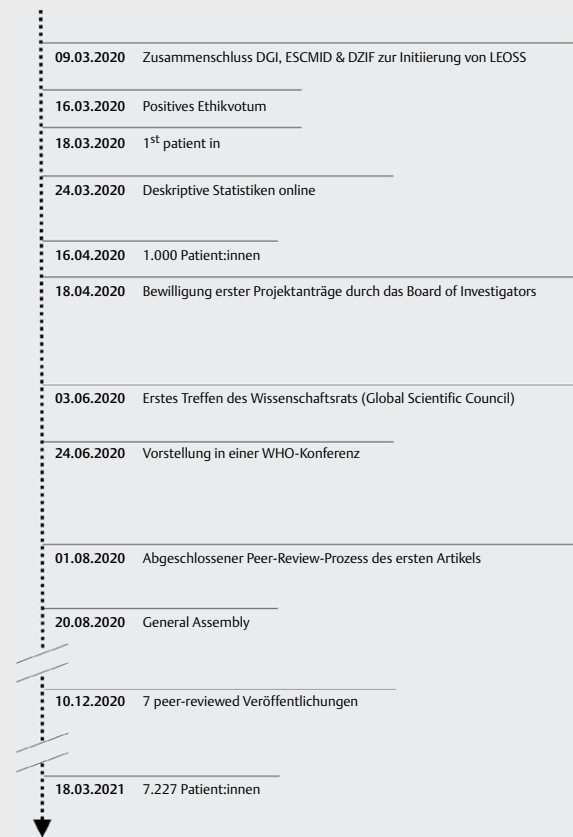 09.03.2020 Zusammenschluss DGI, ESCMID & DZIF zur Initiierung von LEOSS
16.03.2020 Positives Ethikvotum
18.03.2020 1st patient in
24.03.2020 Deskriptive Statistiken online
16.04.2020 1.000 Patient:innen
18.04.2020 Bewilligung erster Projektanträge durch das Board of Investigators
03.06.2020 Erstes Treffen des Wissenschaftsrats (Global Scientific Council)
24.06.2020 Vorstellung in einer WHO-Konferenz
01.08.2020 Abgeschlossener Peer-Review-Prozess des ersten Artikels
20.08.2020 General Assembly
10.12.2020 7 peer-reviewed Veröffentlichungen
18.03.2021 7.227 Patient:innen